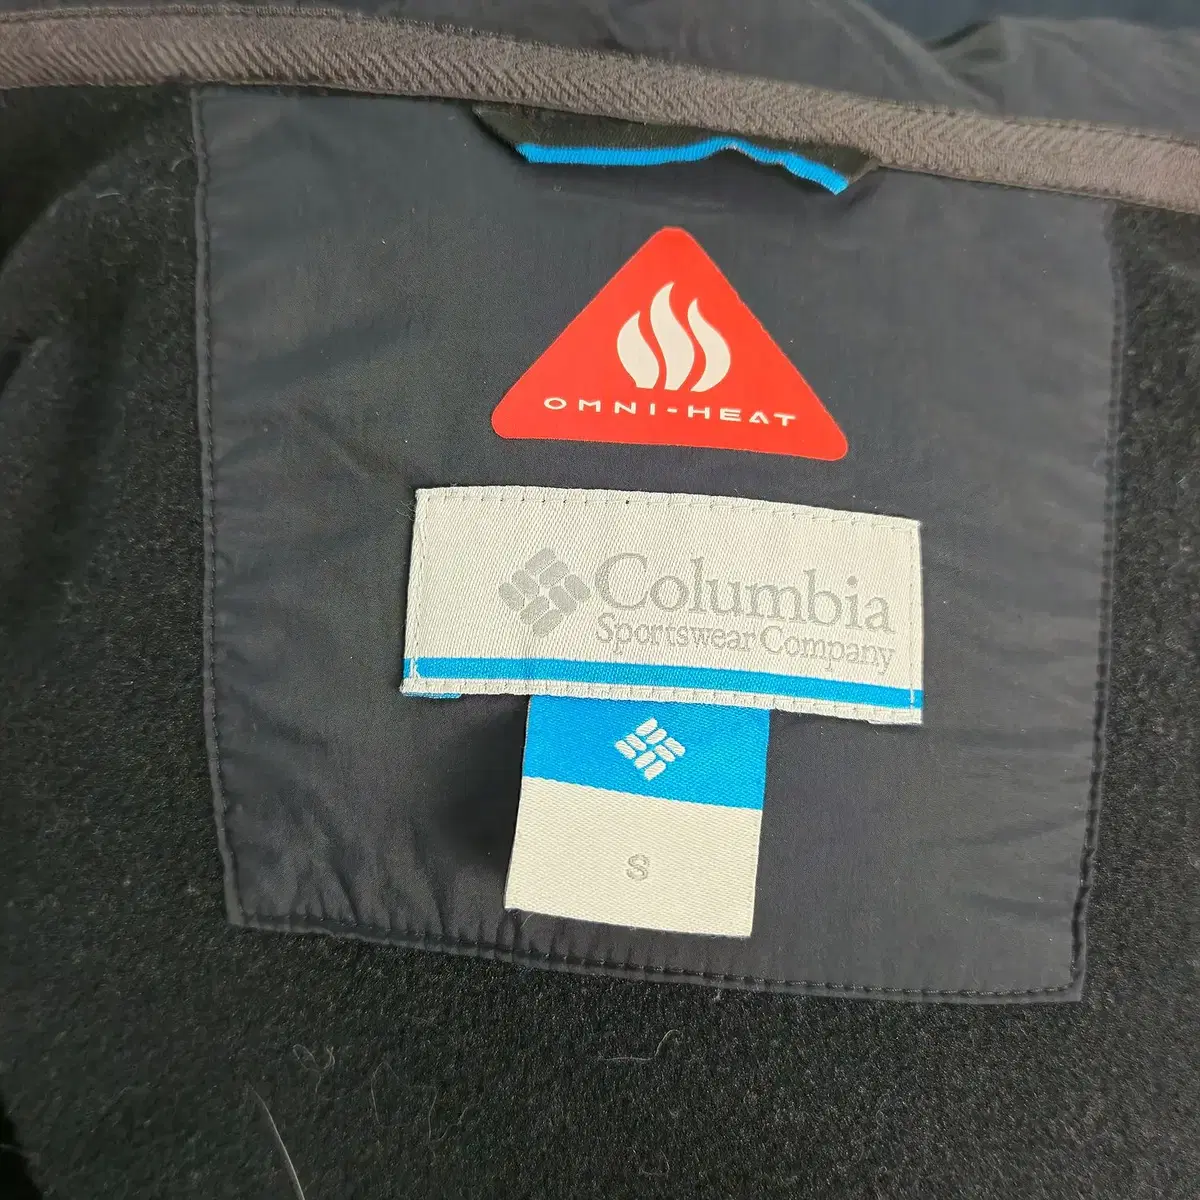 OMNI-HEAT
Columbia
Sportswear Company
S